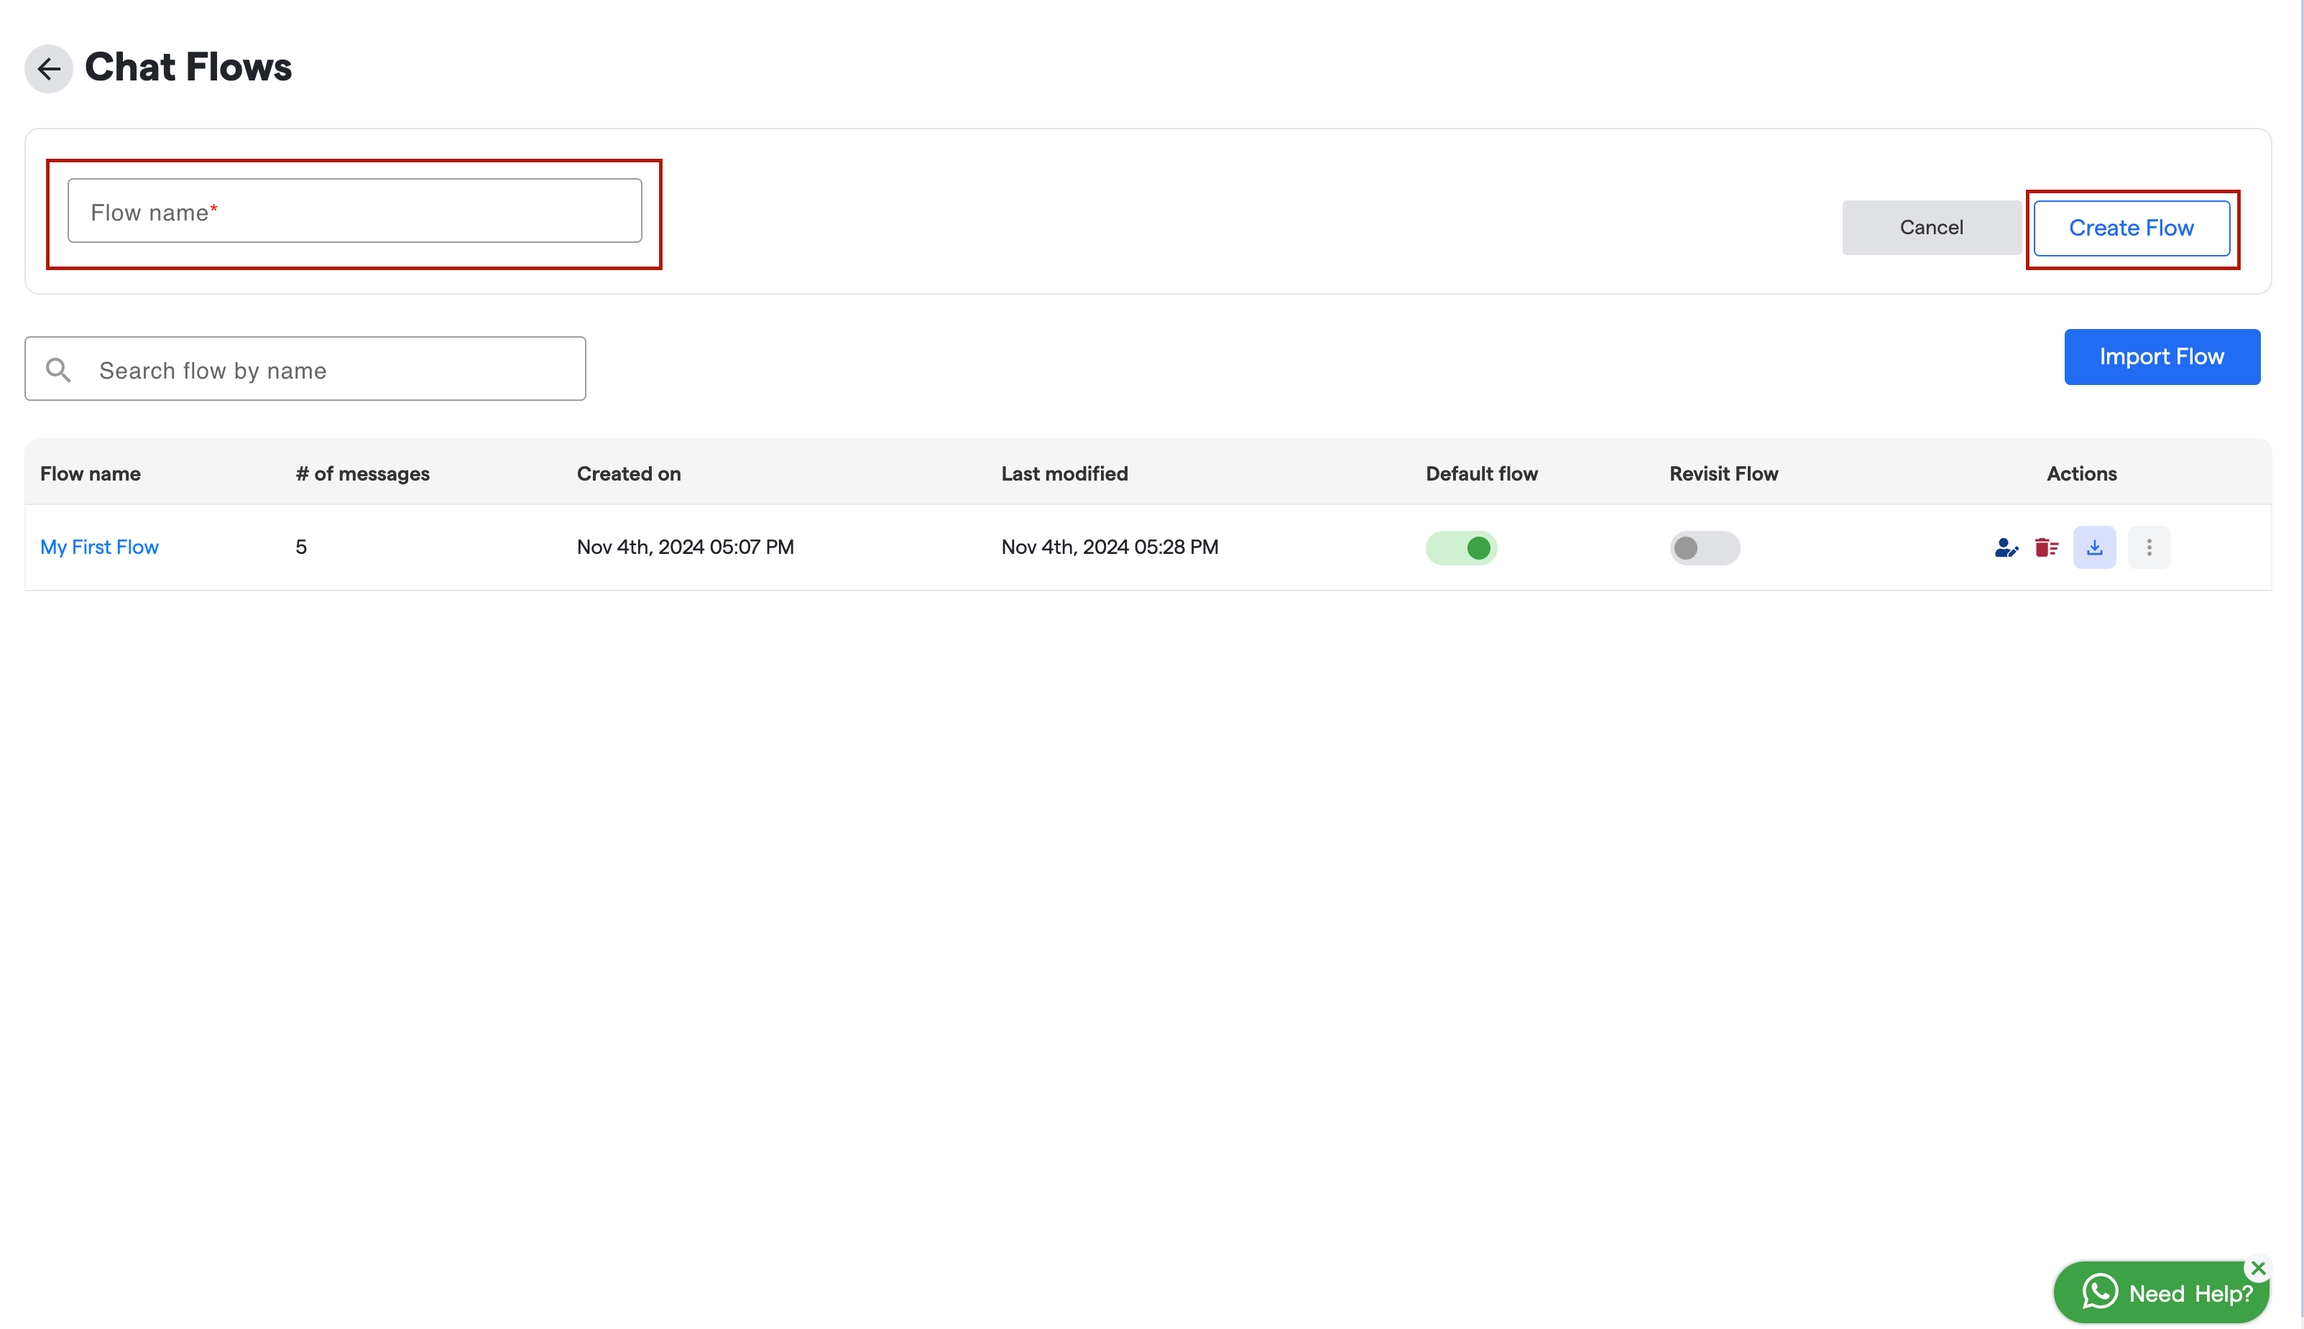 Chat Flows
Flow name*
Cancel
Create Flow
Search flow by name
Import Flow
Flow name # of messages Created on Last modified Default flow Revisit Flow Actions
My First Flow 5 Nov 4th, 2024 05:07 PM Nov 4th, 2024 05:28 PM
Need Help?